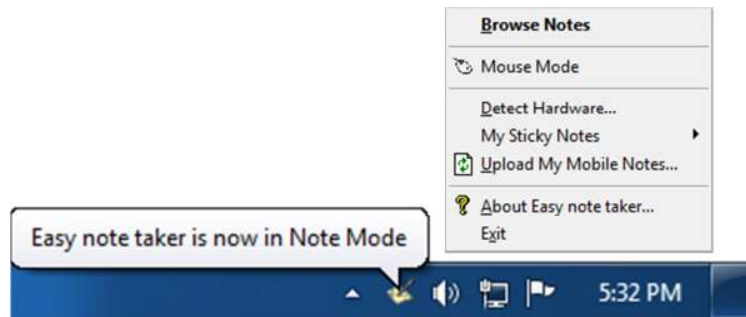 Browse Notes
Mouse Mode
Detect Hardware...
My Sticky Notes
Upload My Mobile Notes...
About Easy note taker...
Exit
Easy note taker is now in Note Mode
5:32 PM